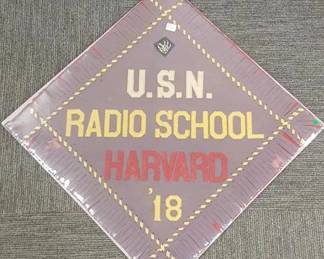 U.S.N.
RADIO SCHOOL
HARVARD
'18